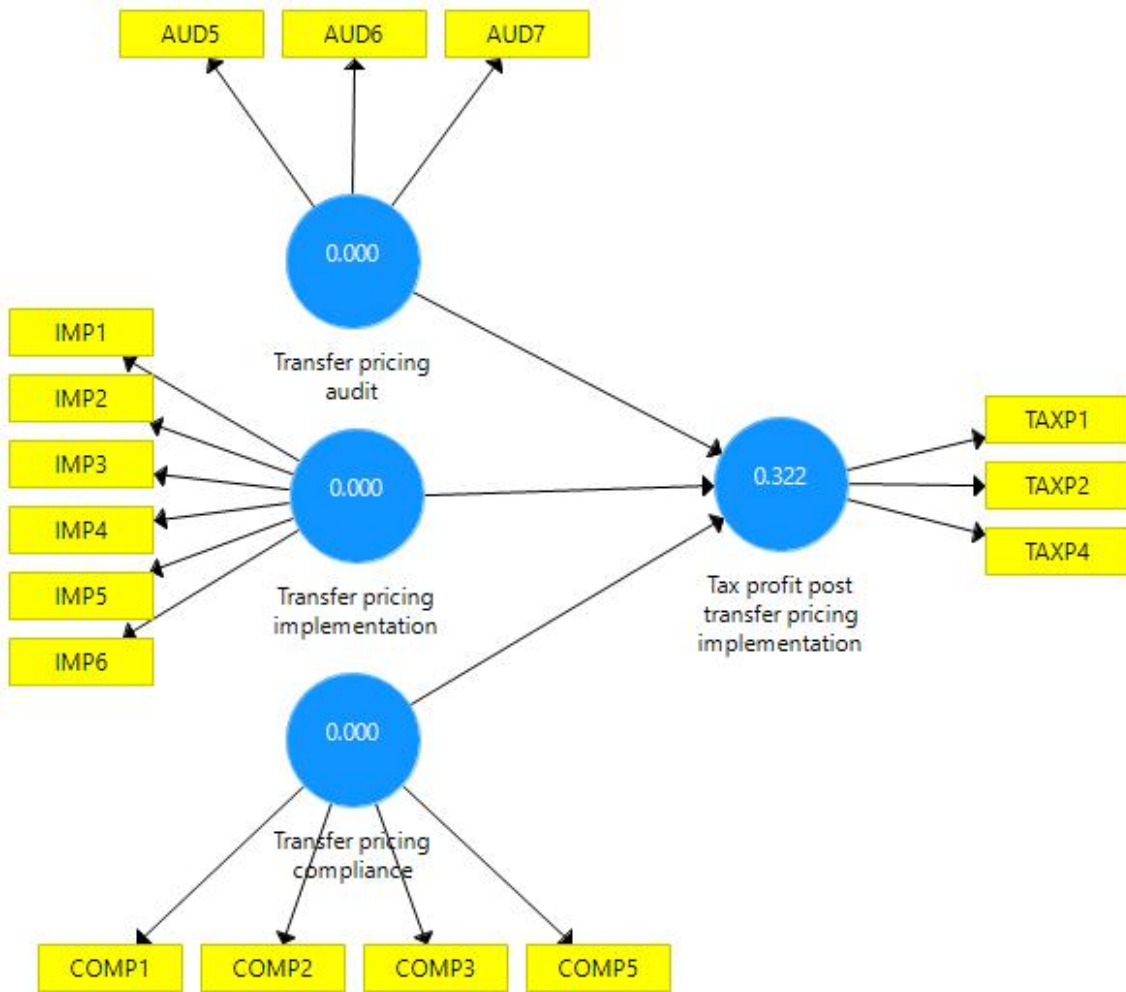 AUD5
AUD6
AUD7
0.000
Transfer pricing
audit
IMP1
IMP2
IMP3
IMP4
IMP5
IMP6
0.000
Transfer pricing
implementation
0.322
Tax profit post
transfer pricing
implementation
TAXP1
TAXP2
TAXP4
0.000
Transfer pricing
compliance
COMP1
COMP2
COMP3
COMP5